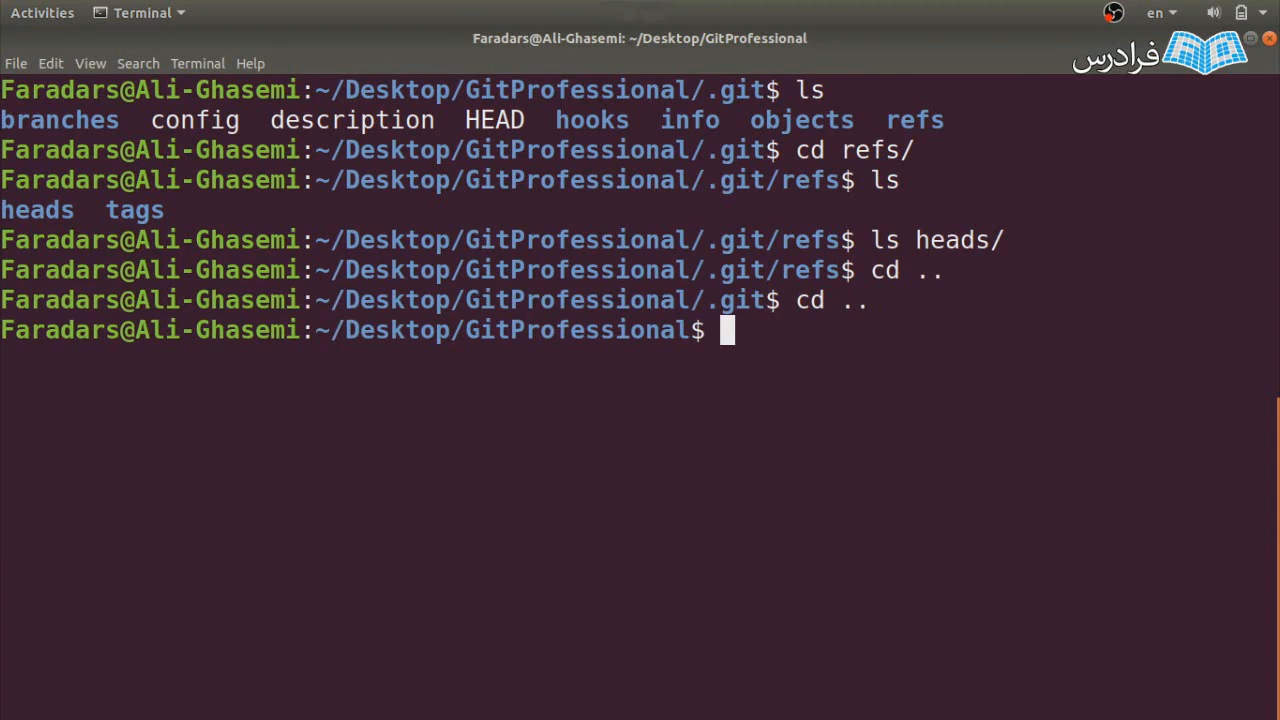 Activities Terminal en
Faradars@Ali-Ghasemi: ~/Desktop/GitProfessional
فرادرس
File Edit View Search Terminal Help
Faradars@Ali-Ghasemi:~/Desktop/GitProfessional/.git$ ls
branches config description HEAD hooks info objects refs
Faradars@Ali-Ghasemi:~/Desktop/GitProfessional/.git$ cd refs/
Faradars@Ali-Ghasemi:~/Desktop/GitProfessional/.git/refs$ ls
heads tags
Faradars@Ali-Ghasemi:~/Desktop/GitProfessional/.git/refs$ ls heads/
Faradars@Ali-Ghasemi:~/Desktop/GitProfessional/.git/refs$ cd ..
Faradars@Ali-Ghasemi:~/Desktop/GitProfessional/.git$ cd ..
Faradars@Ali-Ghasemi:~/Desktop/GitProfessional$